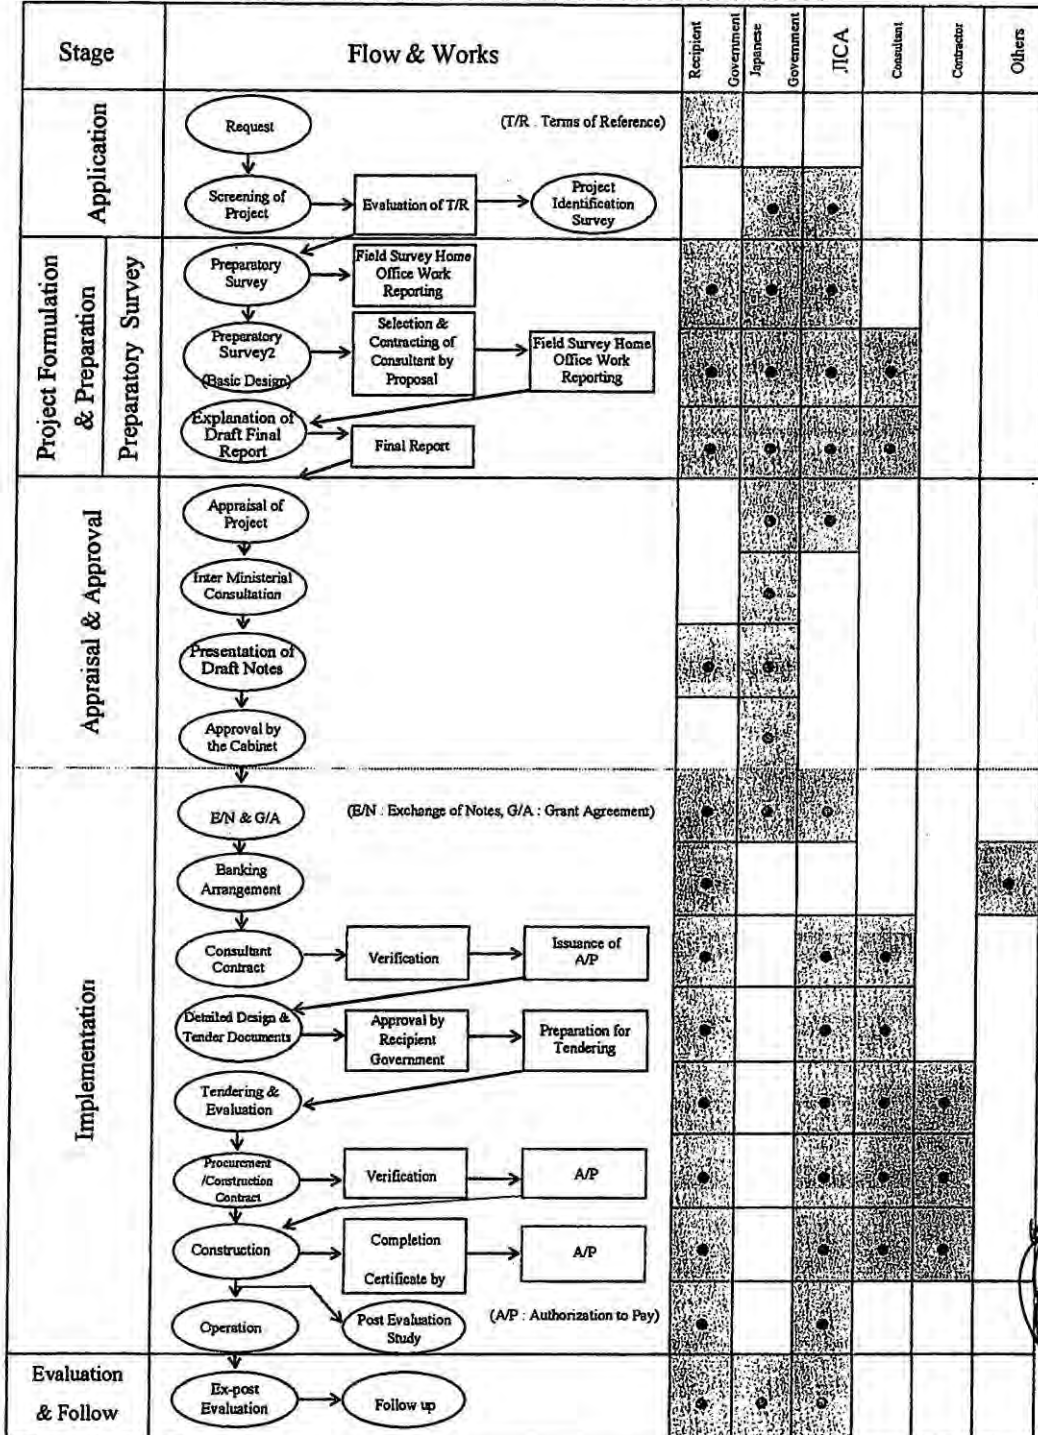 Stage
Flow & Works
Recipient
Government
Japanese
Government
JICA
Consultant
Contractor
Others
Application
Request
(T/R : Terms of Reference)
Screening of
Project
Evaluation of T/R
Project
Identification
Survey
Project Formulation
& Preparation
Preparatory Survey
Preparatory
Survey
Field Survey Home
Office Work
Reporting
Preparatory
Survey2
(Basic Design)
Selection &
Contracting of
Consultant by
Proposal
Field Survey Home
Office Work
Reporting
Explanation of
Draft Final
Report
Final Report
Appraisal & Approval
Appraisal of
Project
Inter Ministerial
Consultation
Presentation of
Draft Notes
Approval by
the Cabinet
Implementation
E/N & G/A
(E/N : Exchange of Notes, G/A : Grant Agreement)
Banking
Arrangement
Consultant
Contract
Verification
Issuance of
A/P
Detailed Design &
Tender Documents
Approval by
Recipient
Government
Preparation for
Tendering
Tendering &
Evaluation
Procurement
/Construction
Contract
Verification
A/P
Construction
Completion
Certificate by
A/P
Operation
Post Evaluation
Study
(A/P : Authorization to Pay)
Evaluation
& Follow
Ex-post
Evaluation
Follow up